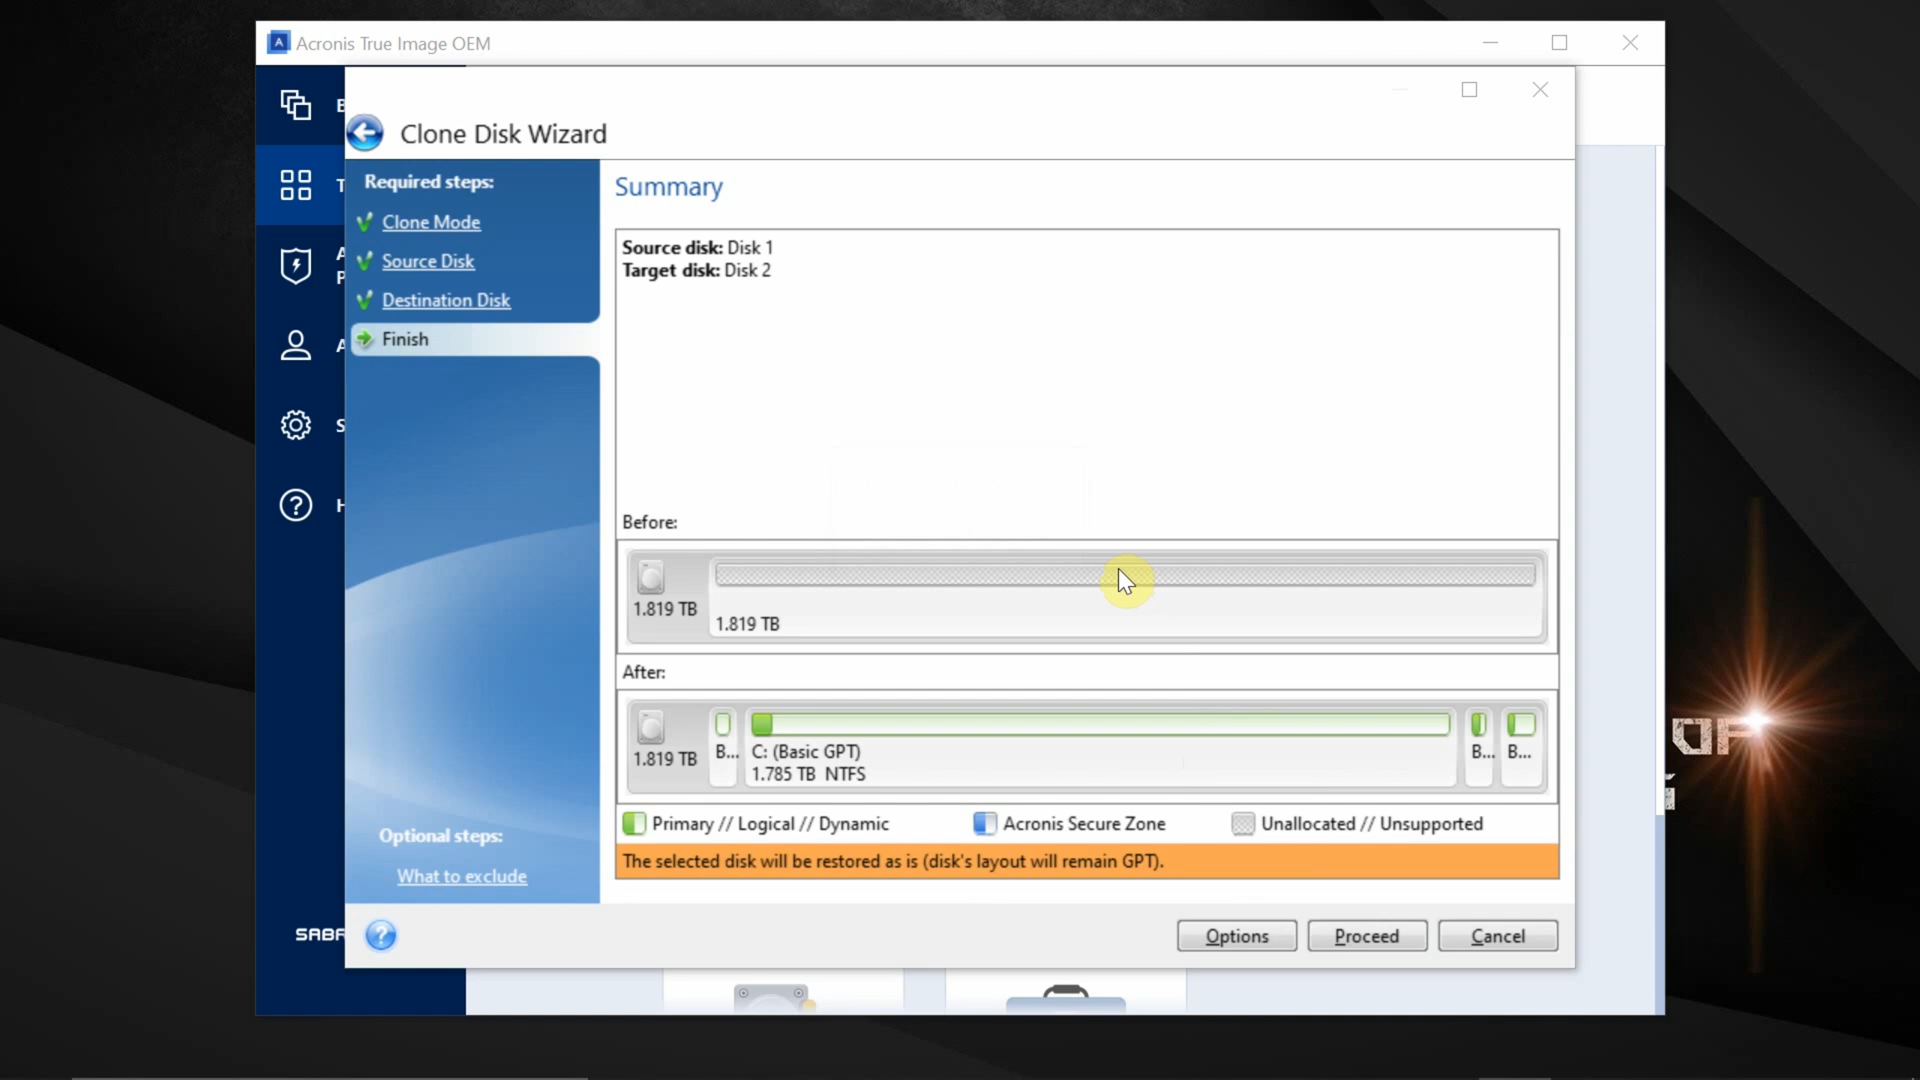 Acronis True Image OEM
Clone Disk Wizard
Required steps:
Clone Mode
Source Disk
Destination Disk
Finish
Optional steps:
What to exclude
Summary
Source disk: Disk 1
Target disk: Disk 2
Before:
1.819 TB
1.819 TB
After:
1.819 TB
B...
C: (Basic GPT)
1.785 TB NTFS
B...
B...
Primary // Logical // Dynamic
Acronis Secure Zone
Unallocated // Unsupported
The selected disk will be restored as is (disk's layout will remain GPT).
Options
Proceed
Cancel